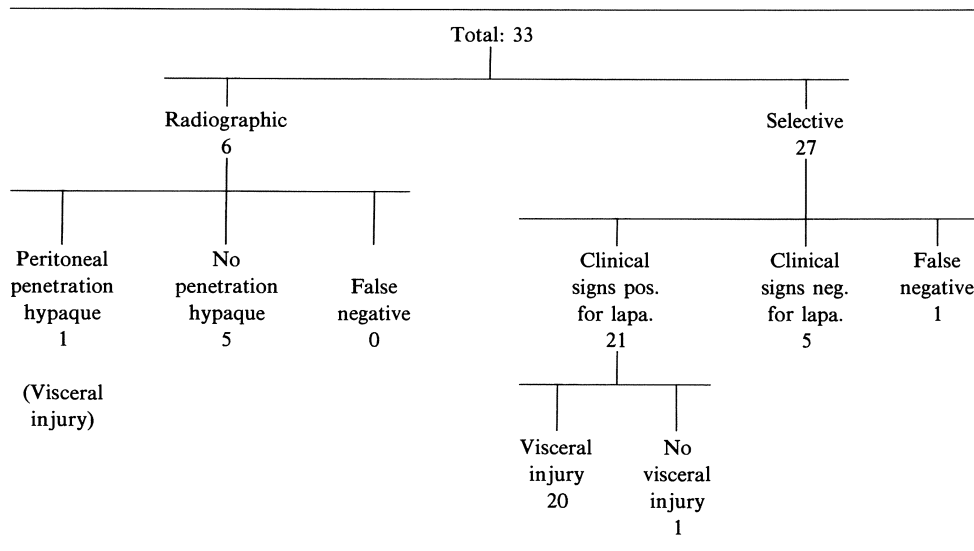 Total: 33
Radiographic
6
Selective
27
Peritoneal
penetration
hypaque
1
(Visceral
injury)
No
penetration
hypaque
5
False
negative
0
Clinical
signs pos.
for lapa.
21
Clinical
signs neg.
for lapa.
5
False
negative
1
Visceral
injury
20
No
visceral
injury
1